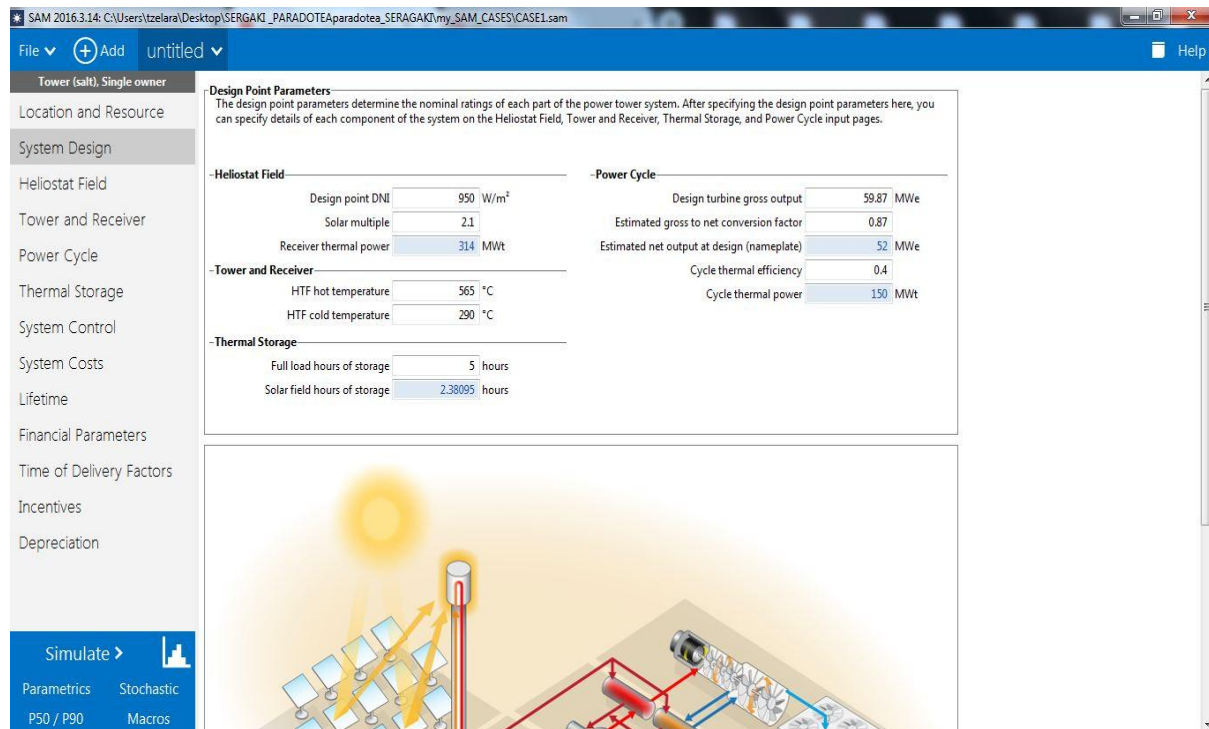 SAM 2016.3.14: C:\Users\tzelara\Desktop\SERGAKI _PARADOTEAparadotea_SERAGAKI\my_SAM_CASES\CASE1.sam
File Add untitled Help
Tower (salt), Single owner
Location and Resource
System Design
Heliostat Field
Tower and Receiver
Power Cycle
Thermal Storage
System Control
System Costs
Lifetime
Financial Parameters
Time of Delivery Factors
Incentives
Depreciation
Simulate >
Parametrics Stochastic
P50 / P90 Macros
Design Point Parameters
The design point parameters determine the nominal ratings of each part of the power tower system. After specifying the design point parameters here, you
can specify details of each component of the system on the Heliostat Field, Tower and Receiver, Thermal Storage, and Power Cycle input pages.
Heliostat Field
Design point DNI 950 W/m²
Solar multiple 2.1
Receiver thermal power 314 MWt
Tower and Receiver
HTF hot temperature 565 °C
HTF cold temperature 290 °C
Thermal Storage
Full load hours of storage 5 hours
Solar field hours of storage 2.38095 hours
Power Cycle
Design turbine gross output 59.87 MWe
Estimated gross to net conversion factor 0.87
Estimated net output at design (nameplate) 52 MWe
Cycle thermal efficiency 0.4
Cycle thermal power 150 MWt